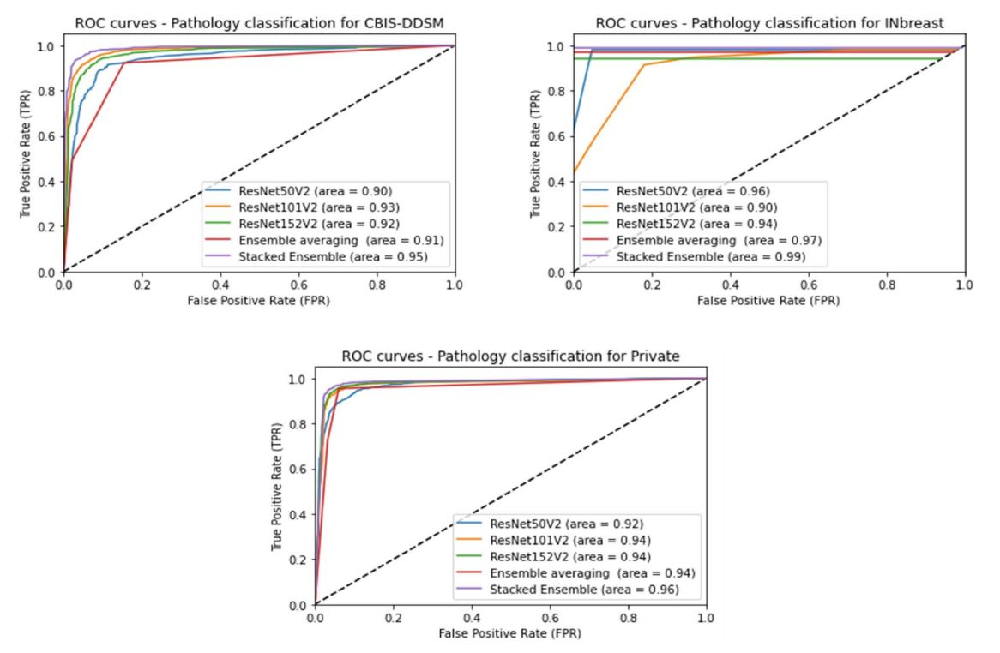 ROC curves - Pathology classification for CBIS-DDSM
True Positive Rate (TPR)
1.0
0.8
0.6
0.4
0.2
0.0
ResNet50V2 (area = 0.90)
ResNet101V2 (area = 0.93)
ResNet152V2 (area = 0.92)
Ensemble averaging (area = 0.91)
Stacked Ensemble (area = 0.95)
0.0 0.2 0.4 0.6 0.8 1.0
False Positive Rate (FPR)
ROC curves - Pathology classification for INbreast
True Positive Rate (TPR)
1.0
0.8
0.6
0.4
0.2
0.0
ResNet50V2 (area = 0.96)
ResNet101V2 (area = 0.90)
ResNet152V2 (area = 0.94)
Ensemble averaging (area = 0.97)
Stacked Ensemble (area = 0.99)
0.0 0.2 0.4 0.6 0.8 1.0
False Positive Rate (FPR)
ROC curves - Pathology classification for Private
True Positive Rate (TPR)
1.0
0.8
0.6
0.4
0.2
0.0
ResNet50V2 (area = 0.92)
ResNet101V2 (area = 0.94)
ResNet152V2 (area = 0.94)
Ensemble averaging (area = 0.94)
Stacked Ensemble (area = 0.96)
0.0 0.2 0.4 0.6 0.8 1.0
False Positive Rate (FPR)